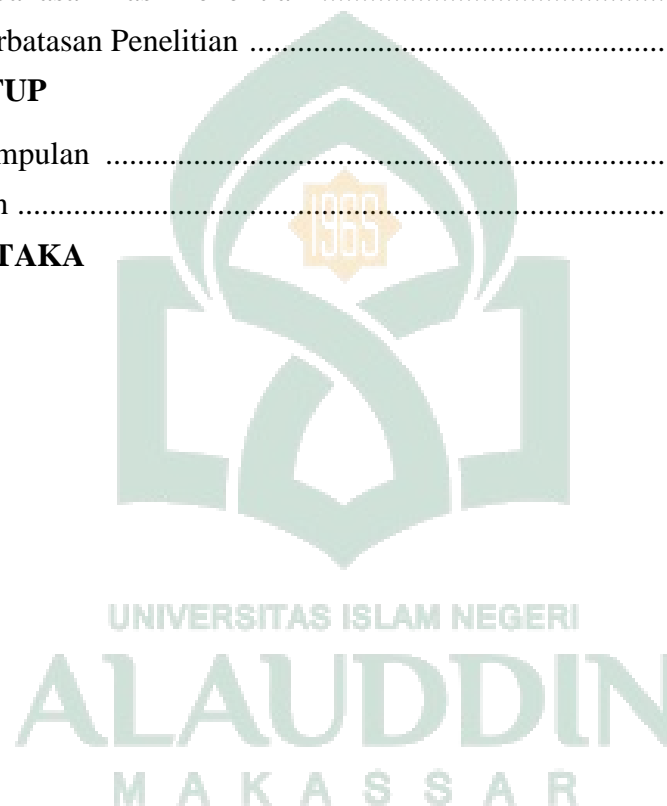 rbatasan Penelitian ........................................................
TUP
mpulan ........................................................................
n ...................................................................................
1965
TAKA
UNIVERSITAS ISLAM NEGERI
ALAUDDIN
MAKASSAR